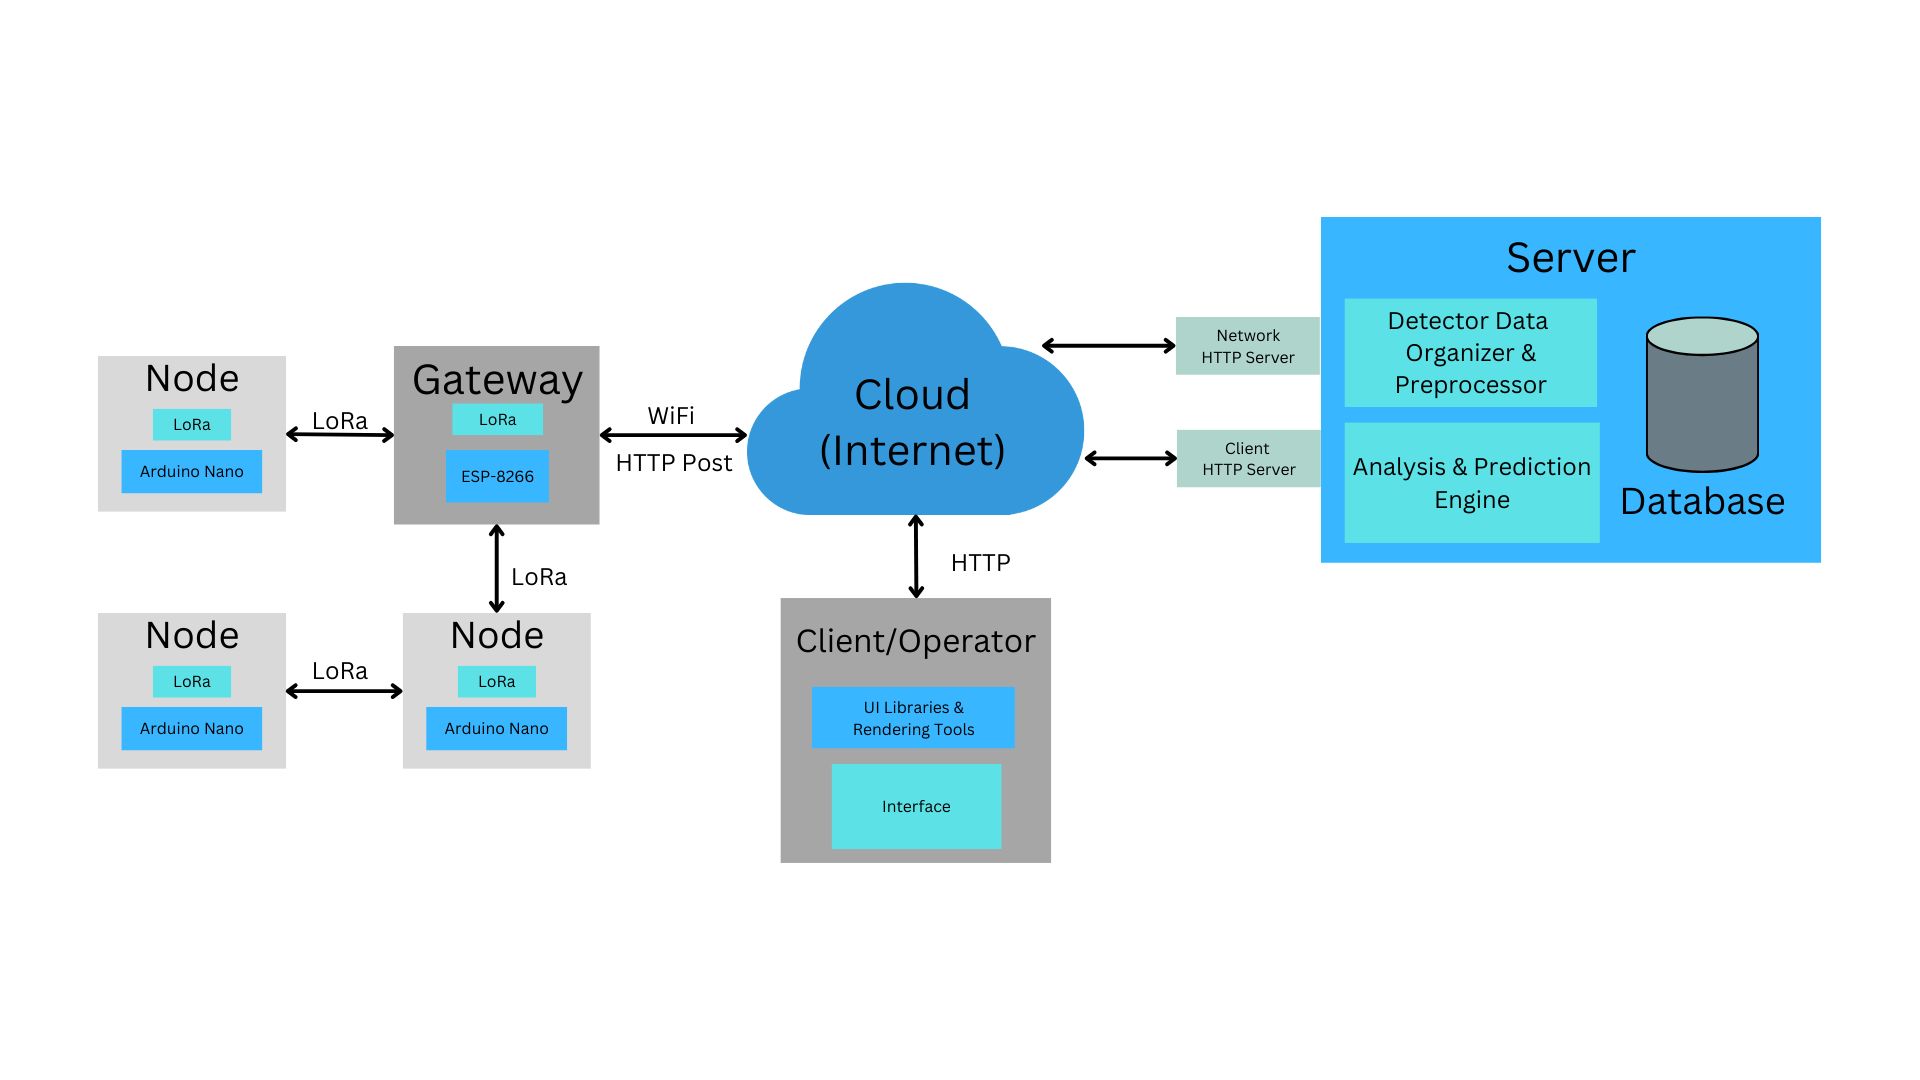 Node
LoRa
Arduino Nano
LoRa
Gateway
LoRa
ESP-8266
WiFi
HTTP Post
LoRa
Node
LoRa
Arduino Nano
LoRa
Node
LoRa
Arduino Nano
Cloud
(Internet)
HTTP
Client/Operator
UI Libraries &
Rendering Tools
Interface
Network
HTTP Server
Client
HTTP Server
Server
Detector Data
Organizer &
Preprocessor
Analysis & Prediction
Engine
Database